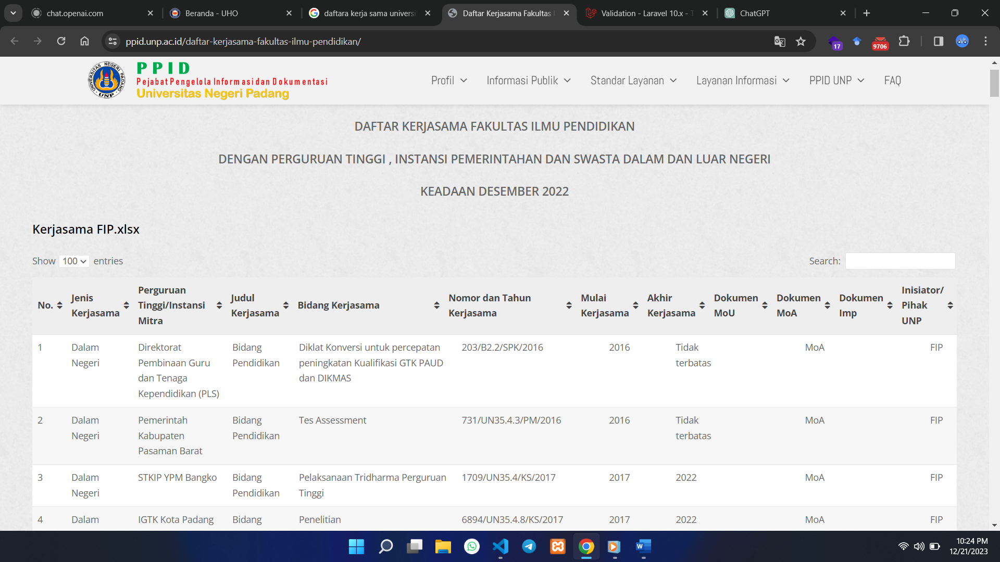 chat.openai.com
Beranda - UHO
daftara kerja sama universi
Daftar Kerjasama Fakultas
Validation - Laravel 10.x -
ChatGPT
ppid.unp.ac.id/daftar-kerjasama-fakultas-ilmu-pendidikan/
17
9706
UNIVERSITAS NEGERI PADANG
UNP
PPID
Pejabat Pengelola Informasi dan Dokumentasi
Universitas Negeri Padang
Profil
Informasi Publik
Standar Layanan
Layanan Informasi
PPID UNP
FAQ
DAFTAR KERJASAMA FAKULTAS ILMU PENDIDIKAN
DENGAN PERGURUAN TINGGI , INSTANSI PEMERINTAHAN DAN SWASTA DALAM DAN LUAR NEGERI
KEADAAN DESEMBER 2022
Kerjasama FIP.xlsx
Show 100 entries
Search:
No.
Jenis
Kerjasama
Perguruan
Tinggi/Instansi
Mitra
Judul
Kerjasama
Bidang Kerjasama
Nomor dan Tahun
Kerjasama
Mulai
Kerjasama
Akhir
Kerjasama
Dokumen
MoU
Dokumen
MoA
Dokumen
Imp
Inisiator/
Pihak
UNP
1
Dalam
Negeri
Direktorat
Pembinaan Guru
dan Tenaga
Kependidikan (PLS)
Bidang
Pendidikan
Diklat Konversi untuk percepatan
peningkatan Kualifikasi GTK PAUD
dan DIKMAS
203/B2.2/SPK/2016
2016
Tidak
terbatas
MoA
FIP
2
Dalam
Negeri
Pemerintah
Kabupaten
Pasaman Barat
Bidang
Pendidikan
Tes Assessment
731/UN35.4.3/PM/2016
2016
Tidak
terbatas
MoA
FIP
3
Dalam
Negeri
STKIP YPM Bangko
Bidang
Pendidikan
Pelaksanaan Tridharma Perguruan
Tinggi
1709/UN35.4/KS/2017
2017
2022
MoA
FIP
4
Dalam
IGTK Kota Padang
Bidang
Penelitian
6894/UN35.4.8/KS/2017
2017
2022
MoA
FIP
10:24 PM
12/21/2023